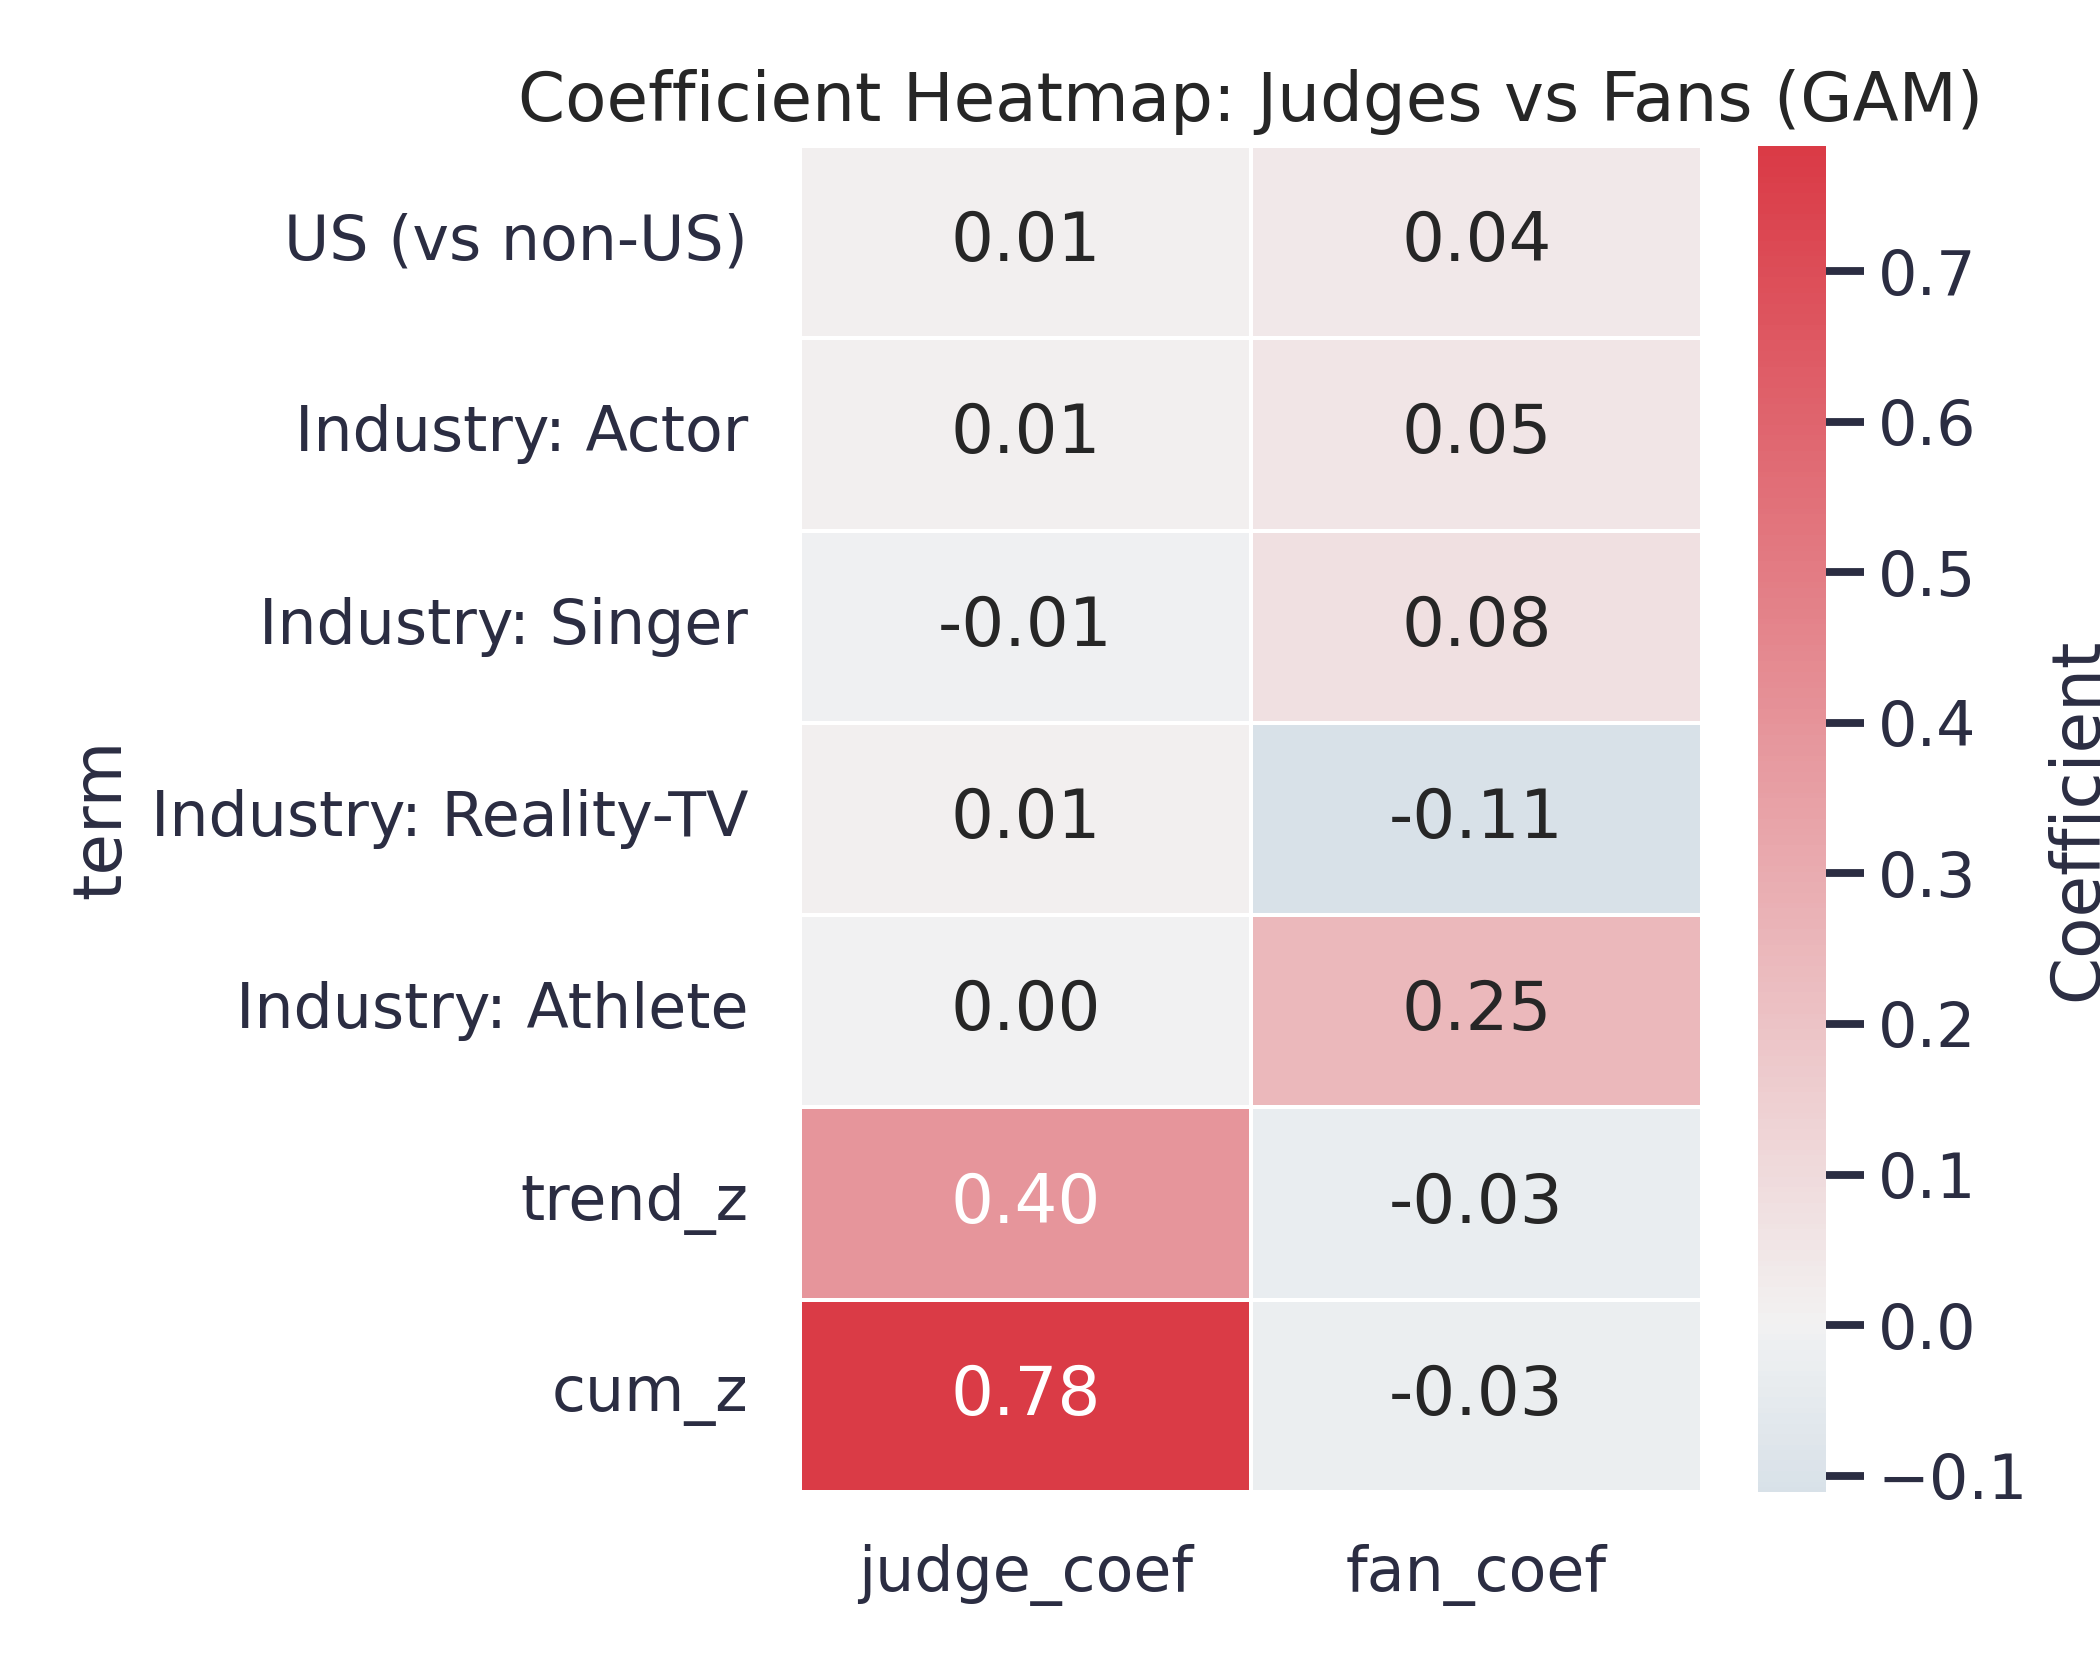 Coefficient Heatmap: Judges vs Fans (GAM)
US (vs non-US) 0.01 0.04
Industry: Actor 0.01 0.05
Industry: Singer -0.01 0.08
Industry: Reality-TV 0.01 -0.11
Industry: Athlete 0.00 0.25
trend_z 0.40 -0.03
cum_z 0.78 -0.03
judge_coef fan_coef
term
0.7
0.6
0.5
0.4
0.3
0.2
0.1
0.0
−0.1
Coefficient